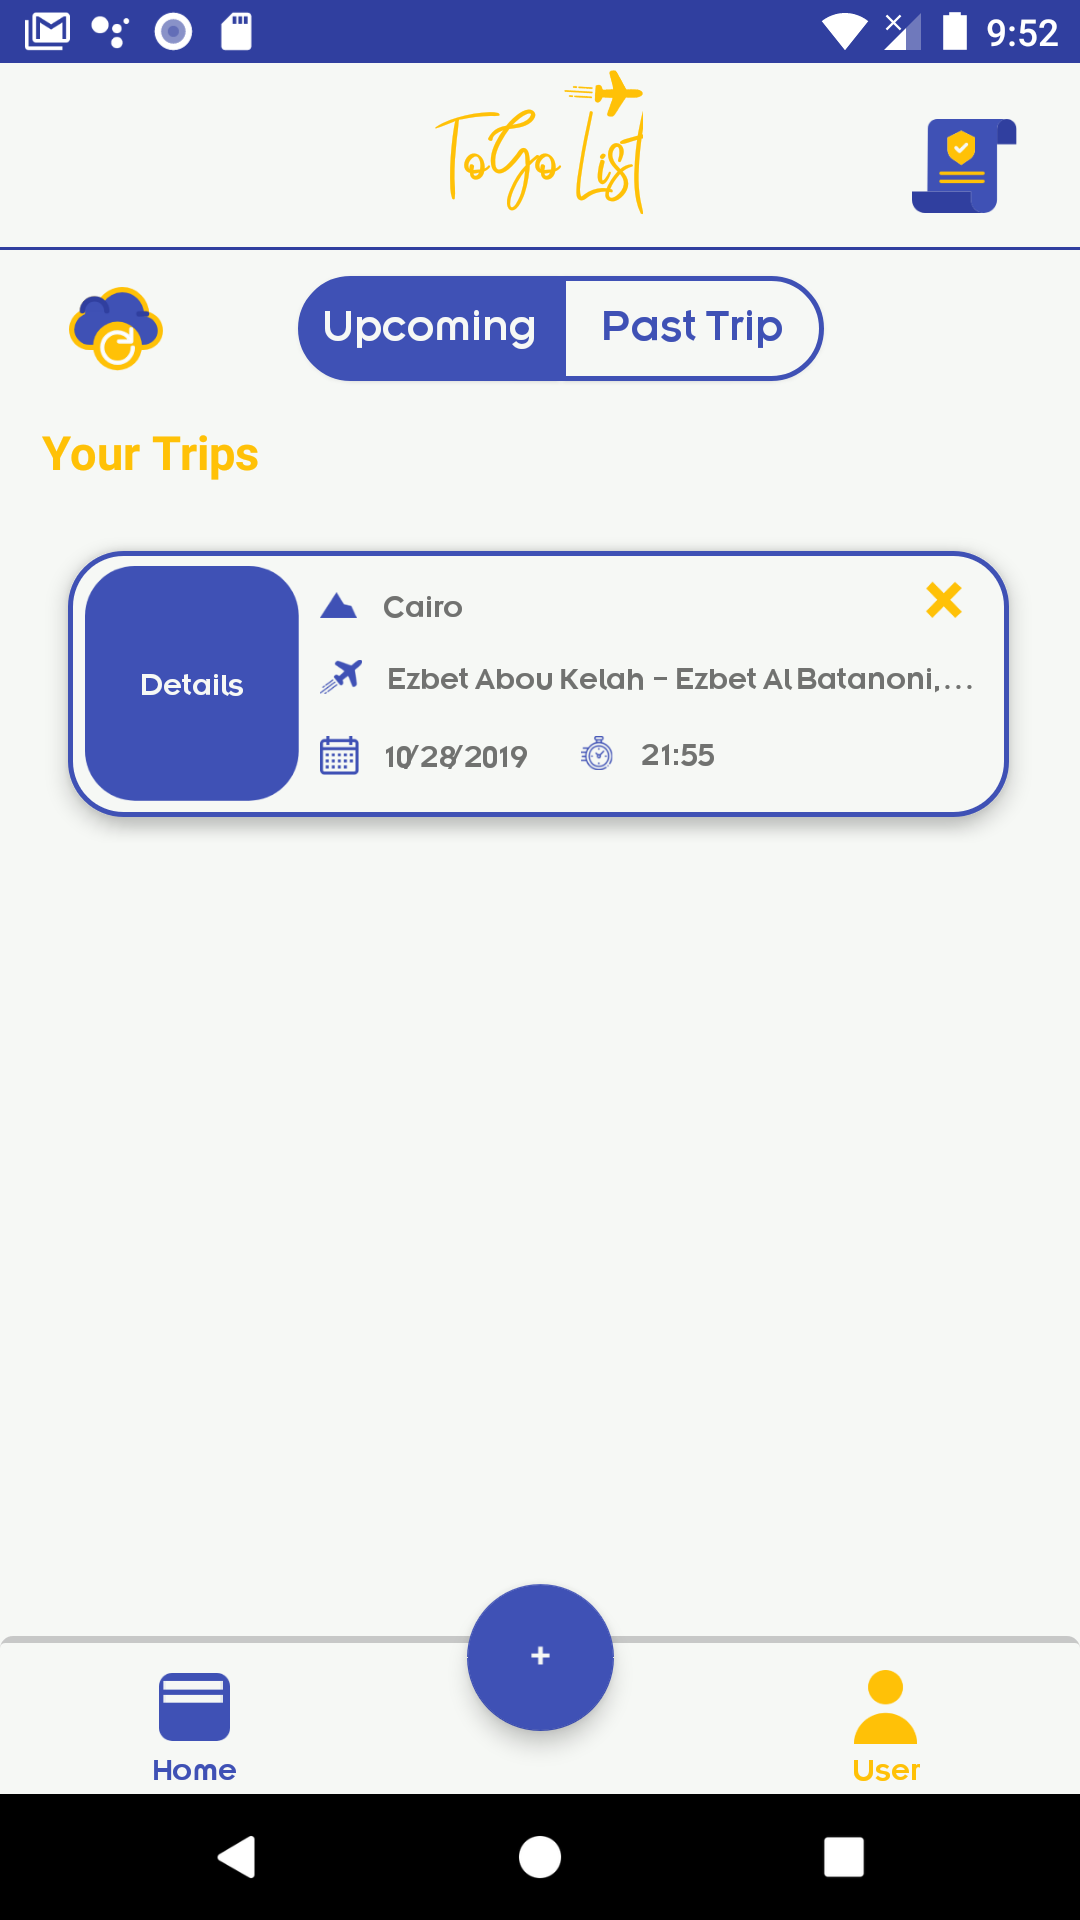 9:52
ToGo List
Upcoming
Past Trip
Your Trips
Details
Cairo
Ezbet Abou Kelah - Ezbet Al Batanoni,...
10/28/2019
21:55
+
Home
User